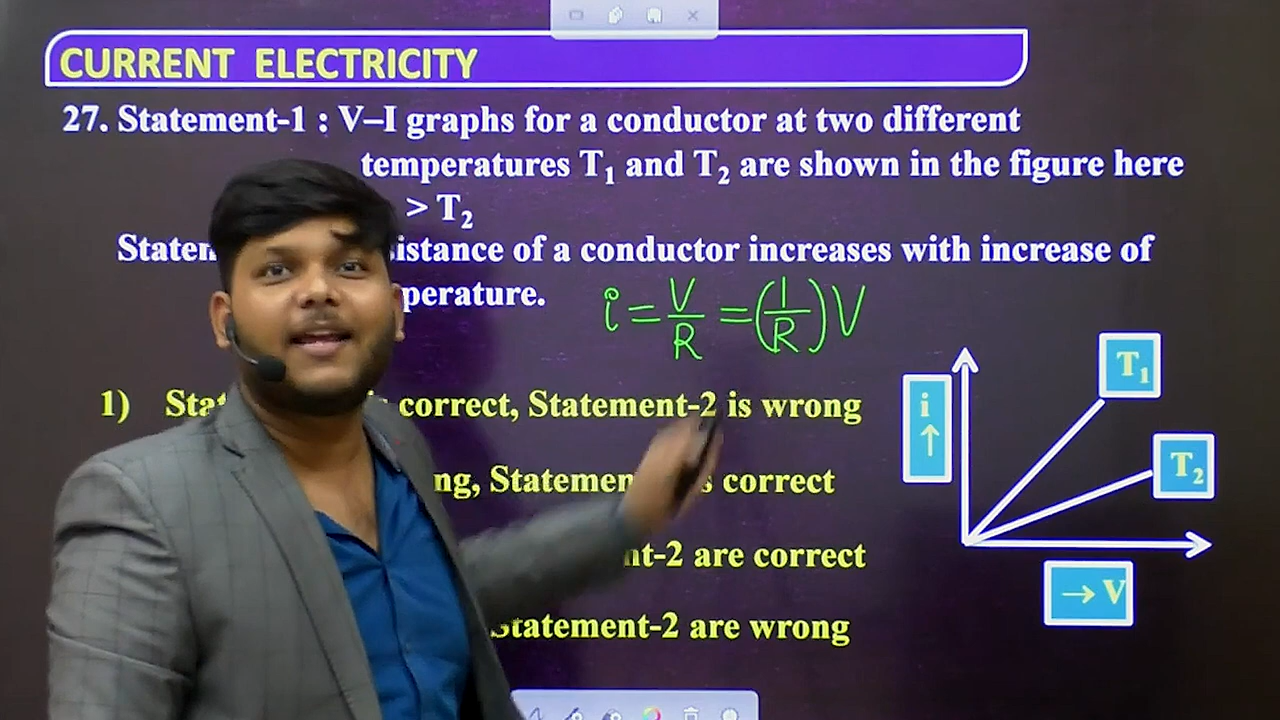 CURRENT ELECTRICITY
27. Statement-1 : V–I graphs for a conductor at two different
temperatures T₁ and T₂ are shown in the figure here
> T₂
Staten sistance of a conductor increases with increase of
perature.
i = V/R = (1/R) V
1) Sta s correct, Statement-2 is wrong
ng, Statemen s correct
nt-2 are correct
Statement-2 are wrong
T₁
i ↑
T₂
→ V